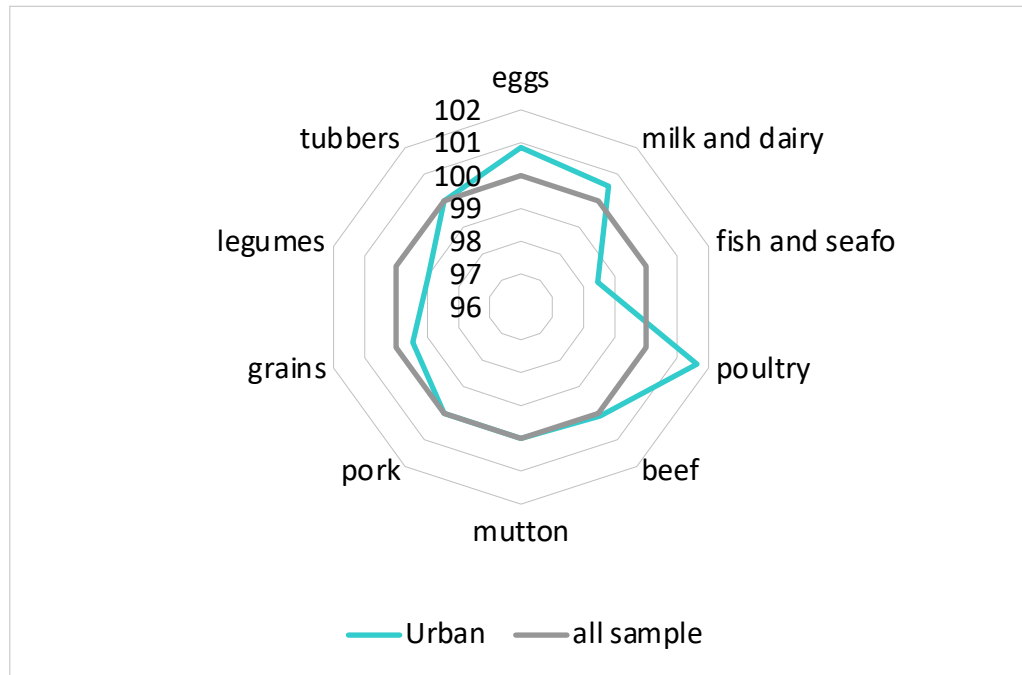 eggs
102
tubbers
milk and dairy
101
100
99
legumes
fish and seafo
98
97
96
grains
poultry
pork
beef
mutton
Urban
all sample